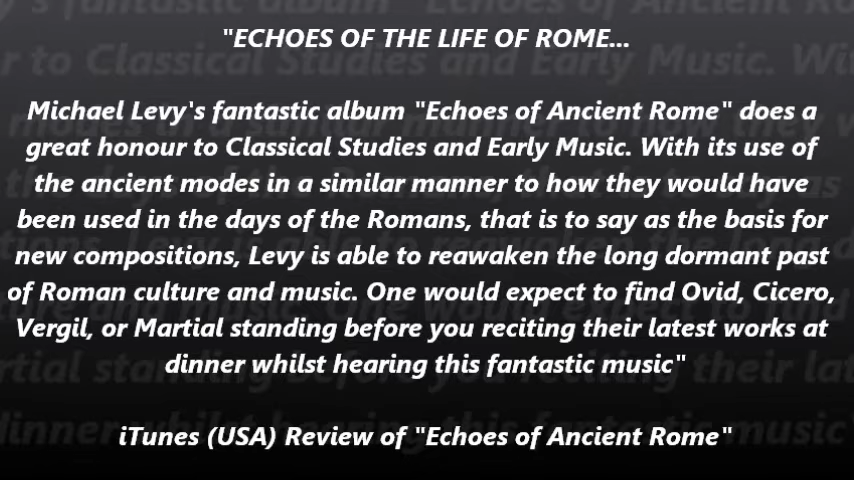 "ECHOES OF THE LIFE OF ROME...
Michael Levy's fantastic album "Echoes of Ancient Rome" does a
great honour to Classical Studies and Early Music. With its use of
the ancient modes in a similar manner to how they would have
been used in the days of the Romans, that is to say as the basis for
new compositions, Levy is able to reawaken the long dormant past
of Roman culture and music. One would expect to find Ovid, Cicero,
Vergil, or Martial standing before you reciting their latest works at
dinner whilst hearing this fantastic music"
iTunes (USA) Review of "Echoes of Ancient Rome"